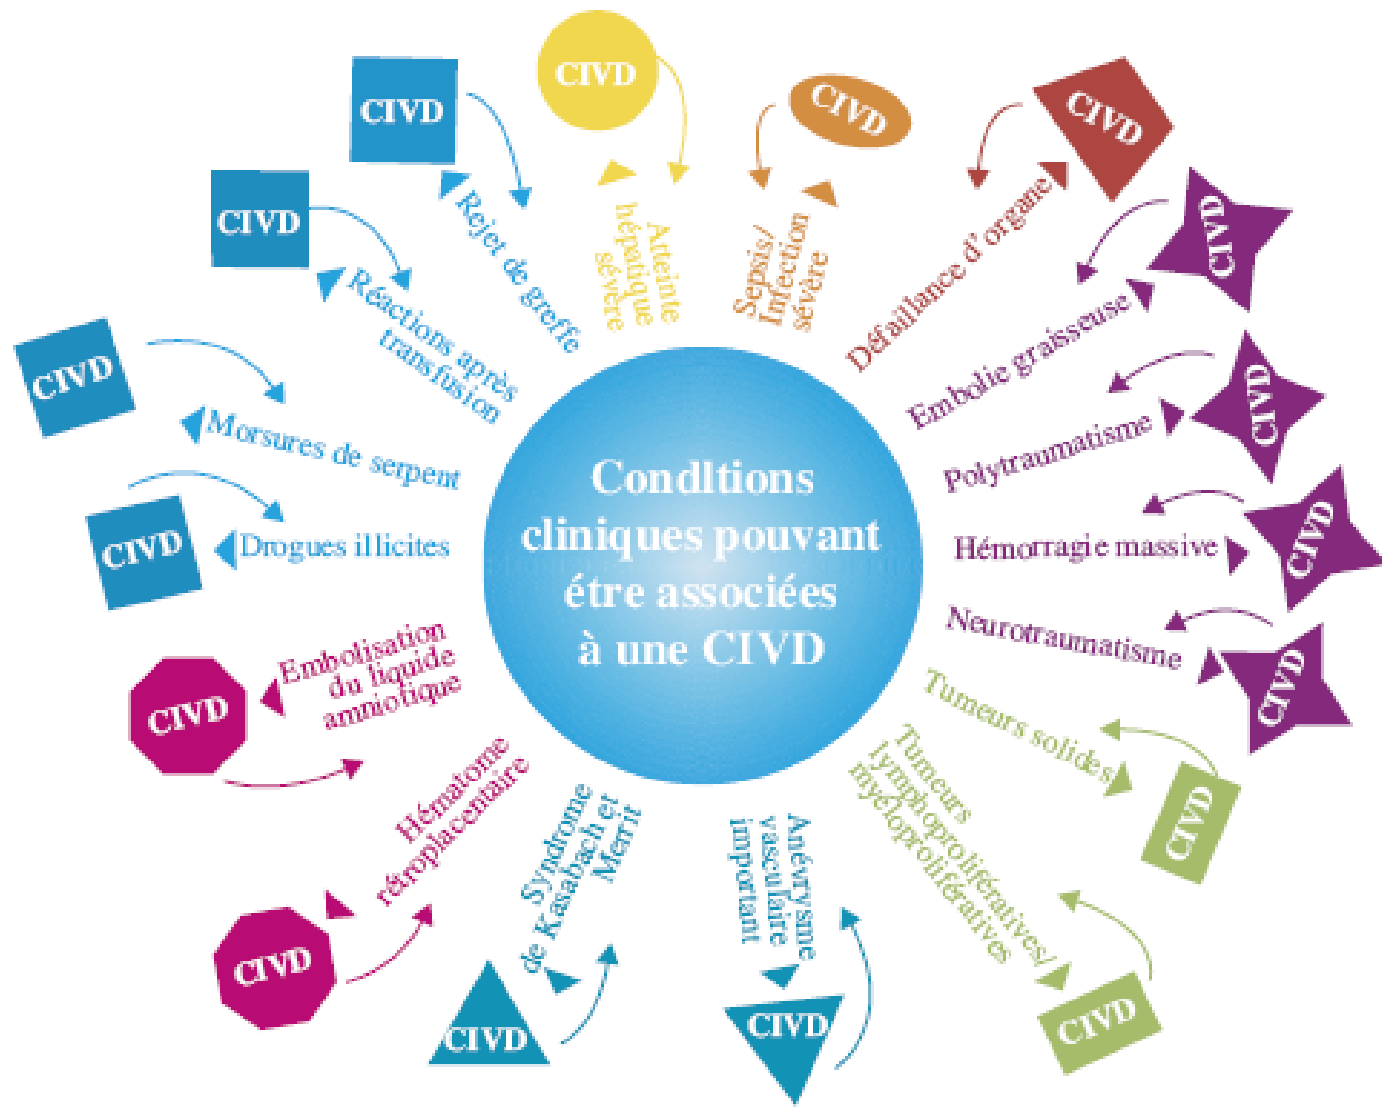 Condltions
cliniques pouvant
étre associées
à une CIVD
CIVD
Atteinte
hépatique
sévère
CIVD
Sepsis/
Infection
sévère
CIVD
Défaillance d'organe
CIVD
Embolie graisseuse
CIVD
Polytraumatisme
CIVD
Hémorragie massive
CIVD
Neurotraumatisme
CIVD
Tumeurs solides
CIVD
Tumeurs
lymphoprolifératives/
myéloprolifératives
CIVD
Anévrysme
vasculaire
important
CIVD
Syndrome
de Kasabach et
Merrit
CIVD
Hématome
rétroplacentaire
CIVD
Embolisation
du liquide
amniotique
CIVD
Drogues illicites
CIVD
Morsures de serpent
CIVD
Réactions après
transfusion
CIVD
Rejet de greffe